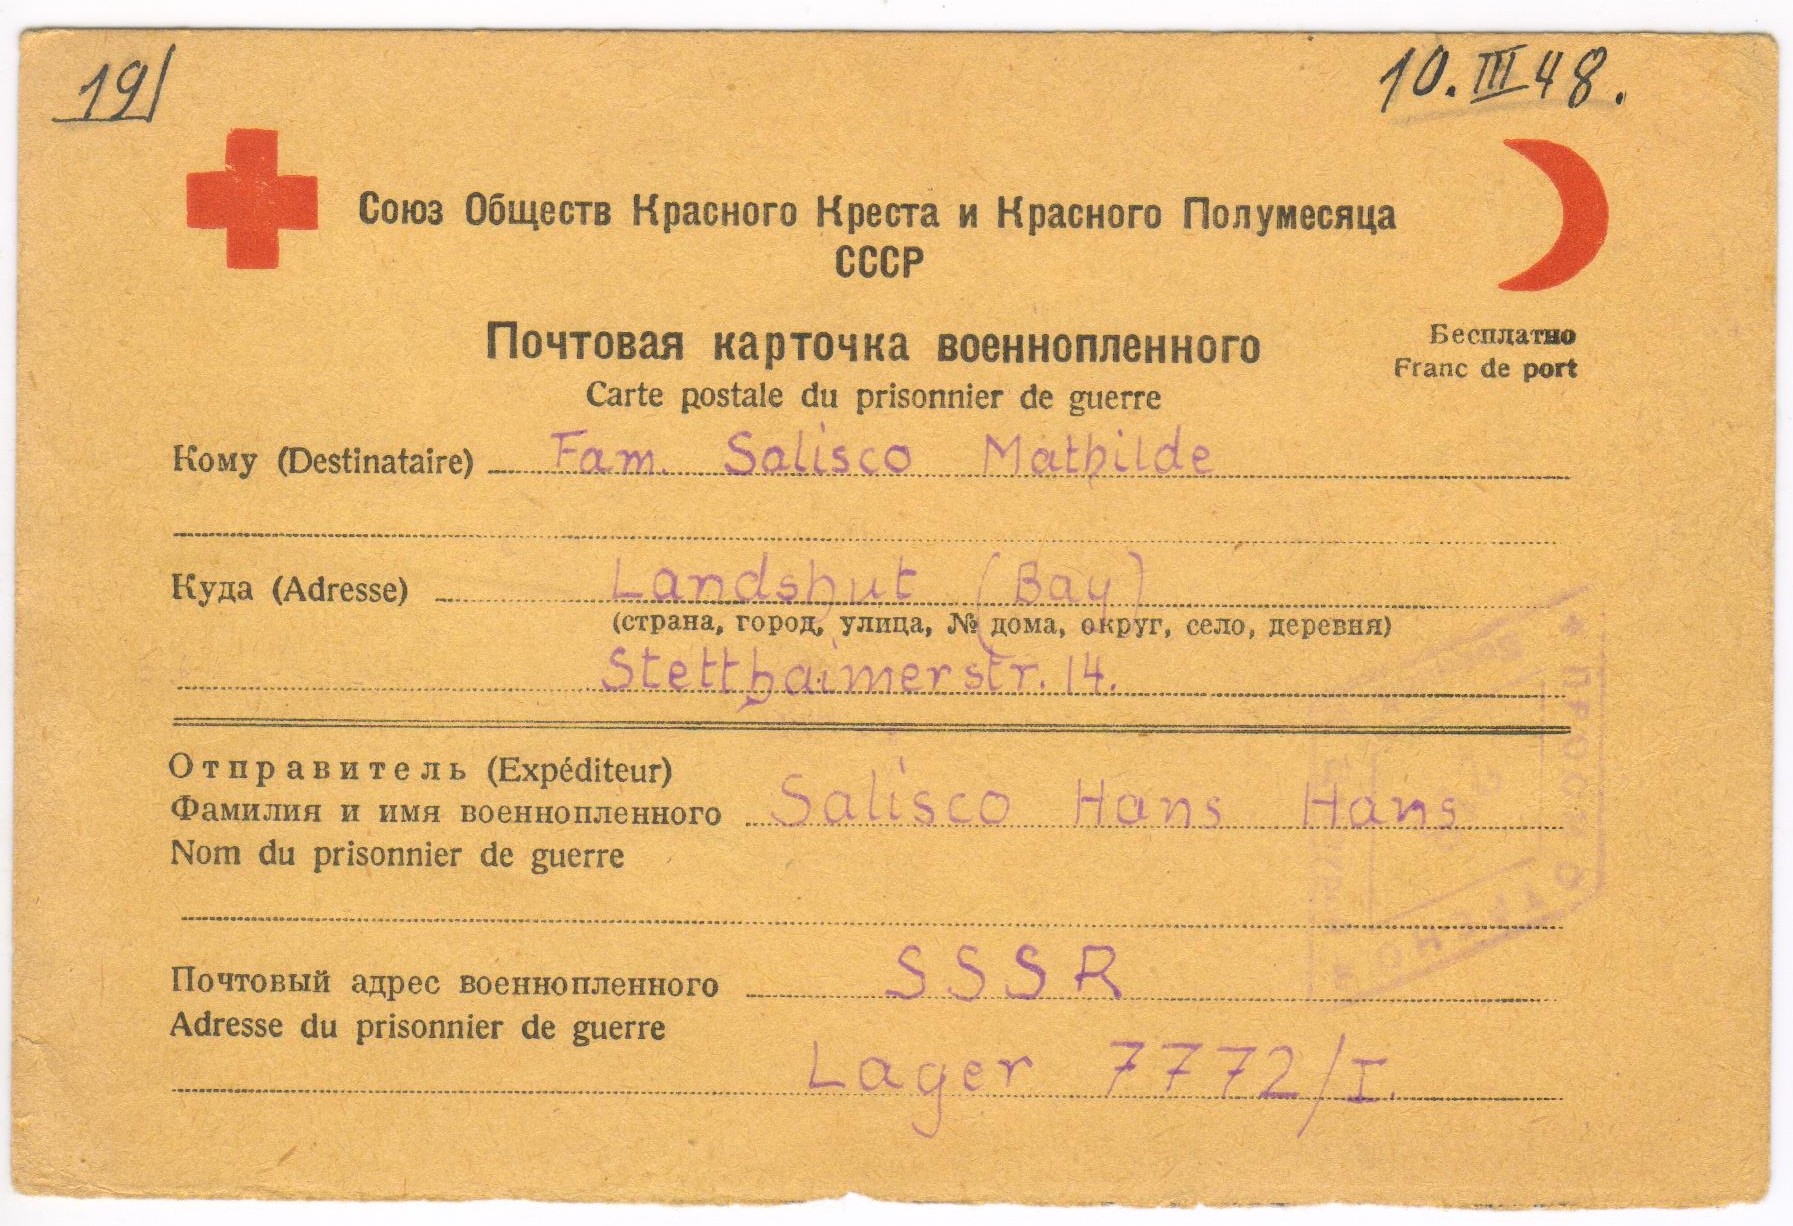 19
10. III 48.
Союз Обществ Красного Креста и Красного Полумесяца
СССР
Почтовая карточка военнопленного
Бесплатно
Franc de port
Carte postale du prisonnier de guerre
Кому (Destinataire) Fam. Salisco Mathilde
Куда (Adresse) Landshut (Bay)
(страна, город, улица, № дома, округ, село, деревня)
Stetthaimerstr. 14.
Отправитель (Expéditeur)
Фамилия и имя военнопленного Salisco Hans Hans
Nom du prisonnier de guerre
Почтовый адрес военнопленного SSSR
Adresse du prisonnier de guerre
Lager 7772/I.